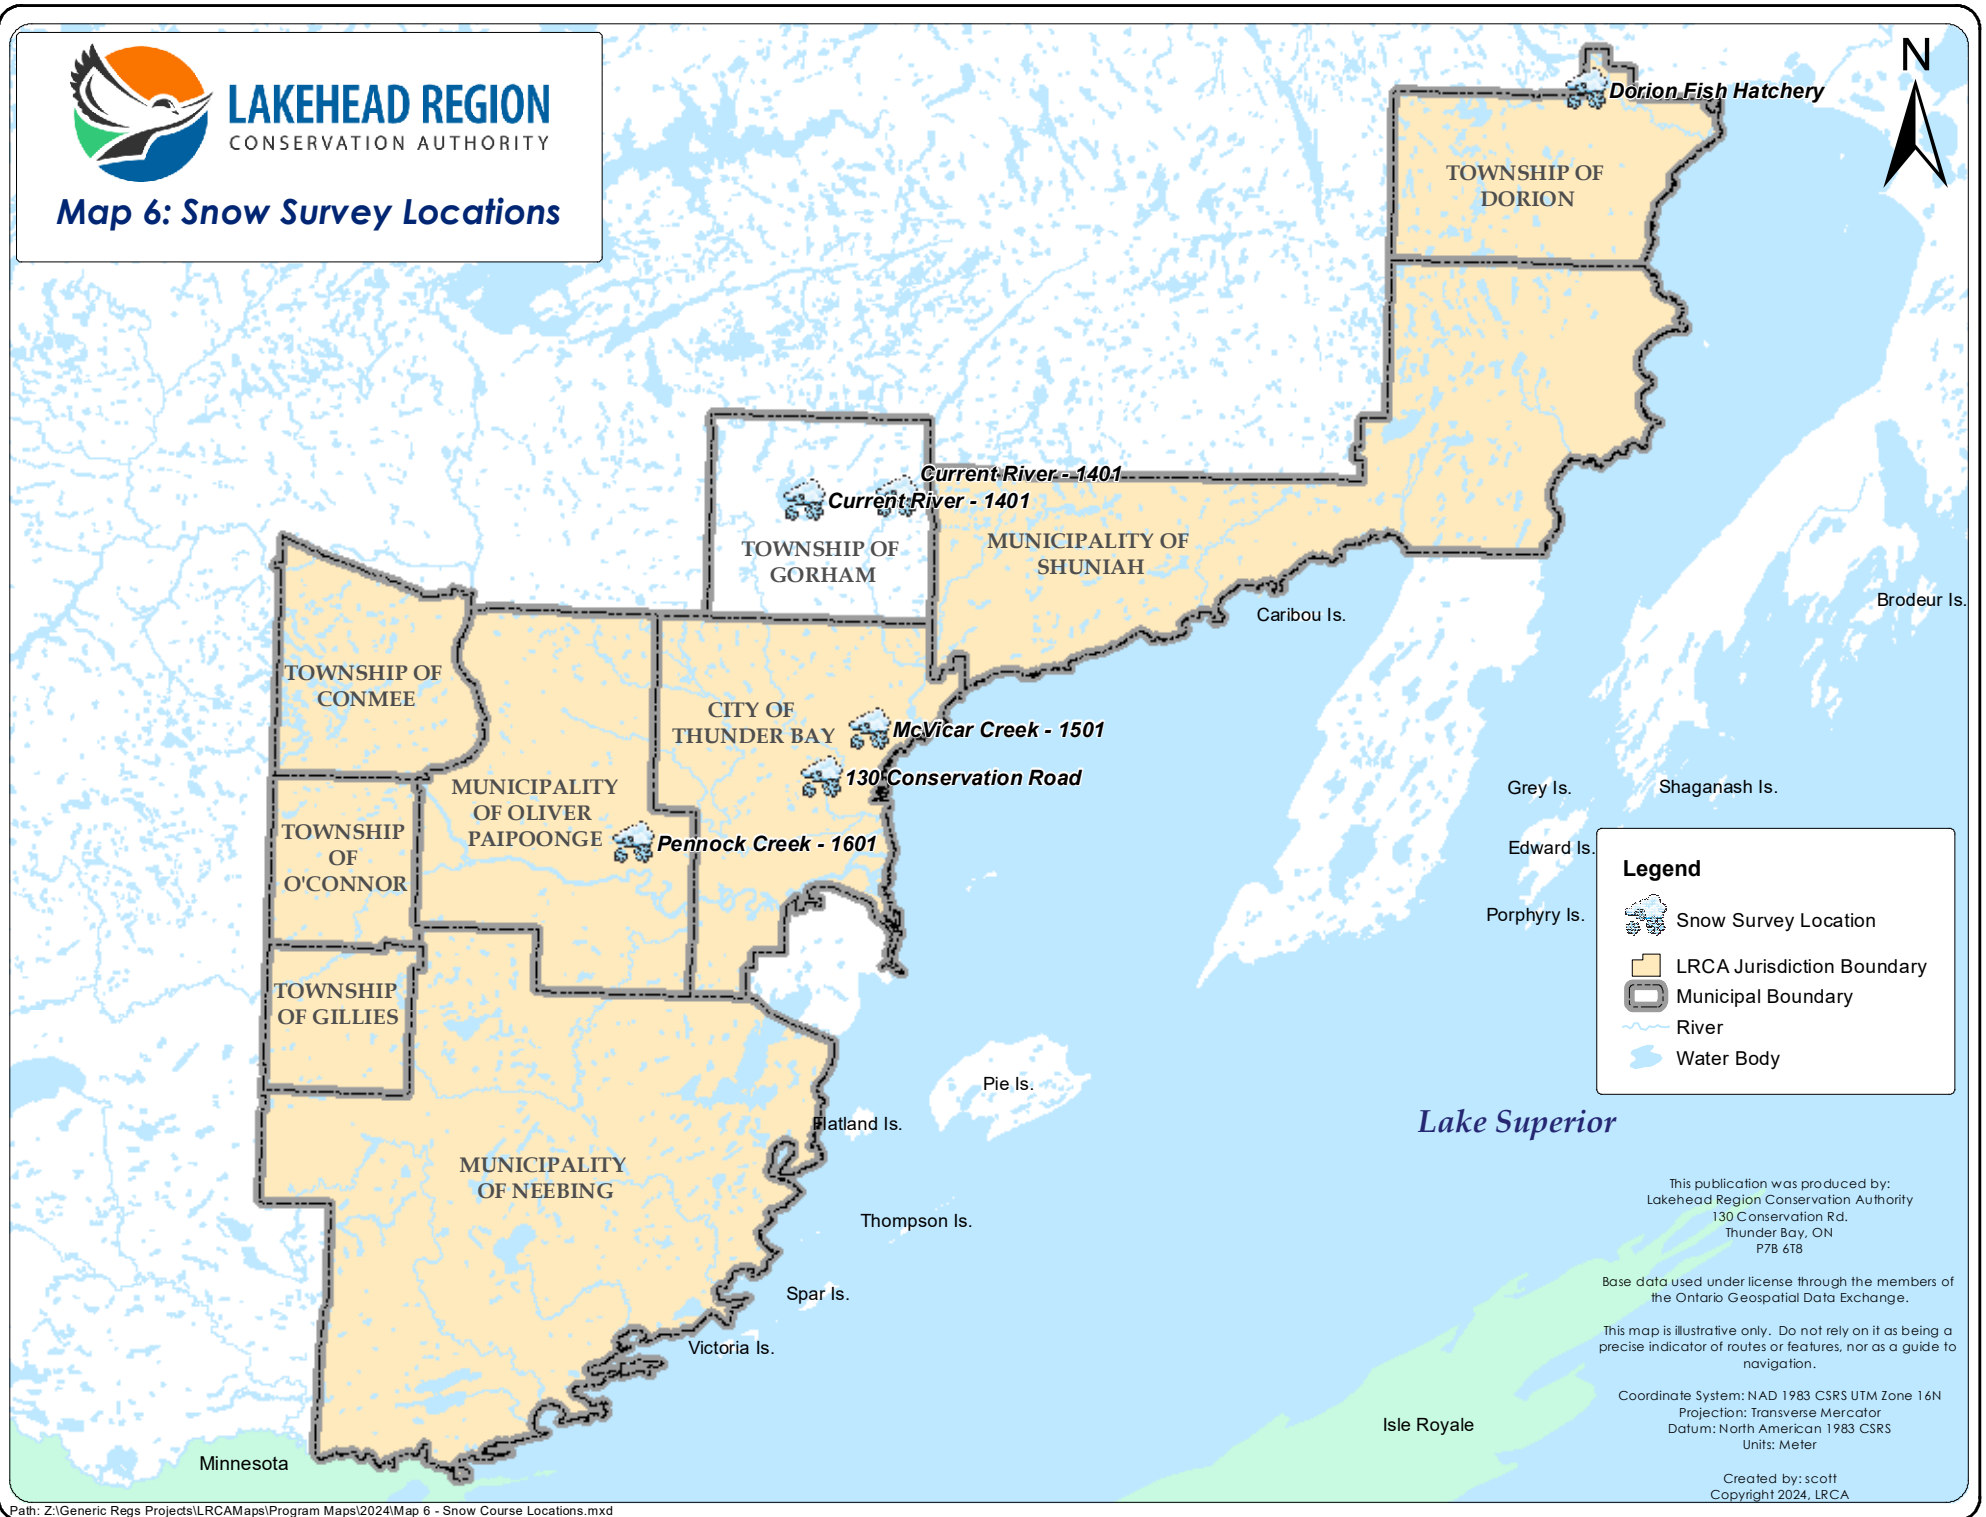 LAKEHEAD REGION
CONSERVATION AUTHORITY
Map 6: Snow Survey Locations
N
Dorion Fish Hatchery
TOWNSHIP OF
DORION
Current River - 1401
Current River - 1401
TOWNSHIP OF
GORHAM
MUNICIPALITY OF
SHUNIAH
Caribou Is.
Brodeur Is.
TOWNSHIP OF
CONMEE
CITY OF
THUNDER BAY
McVicar Creek - 1501
130 Conservation Road
MUNICIPALITY
OF OLIVER
PAIPOONGE
Pennock Creek - 1601
TOWNSHIP
OF
O'CONNOR
Grey Is.
Shaganash Is.
Edward Is.
Porphyry Is.
Legend
Snow Survey Location
LRCA Jurisdiction Boundary
Municipal Boundary
River
Water Body
TOWNSHIP
OF GILLIES
Pie Is.
Flatland Is.
Lake Superior
MUNICIPALITY
OF NEEBING
Thompson Is.
Spar Is.
Victoria Is.
Isle Royale
Minnesota
This publication was produced by:
Lakehead Region Conservation Authority
130 Conservation Rd.
Thunder Bay, ON
P7B 6T8
Base data used under license through the members of
the Ontario Geospatial Data Exchange.
This map is illustrative only. Do not rely on it as being a
precise indicator of routes or features, nor as a guide to
navigation.
Coordinate System: NAD 1983 CSRS UTM Zone 16N
Projection: Transverse Mercator
Datum: North American 1983 CSRS
Units: Meter
Created by: scott
Copyright 2024, LRCA
Path: Z:\Generic Regs Projects\LRCAMaps\Program Maps\2024\Map 6 - Snow Course Locations.mxd